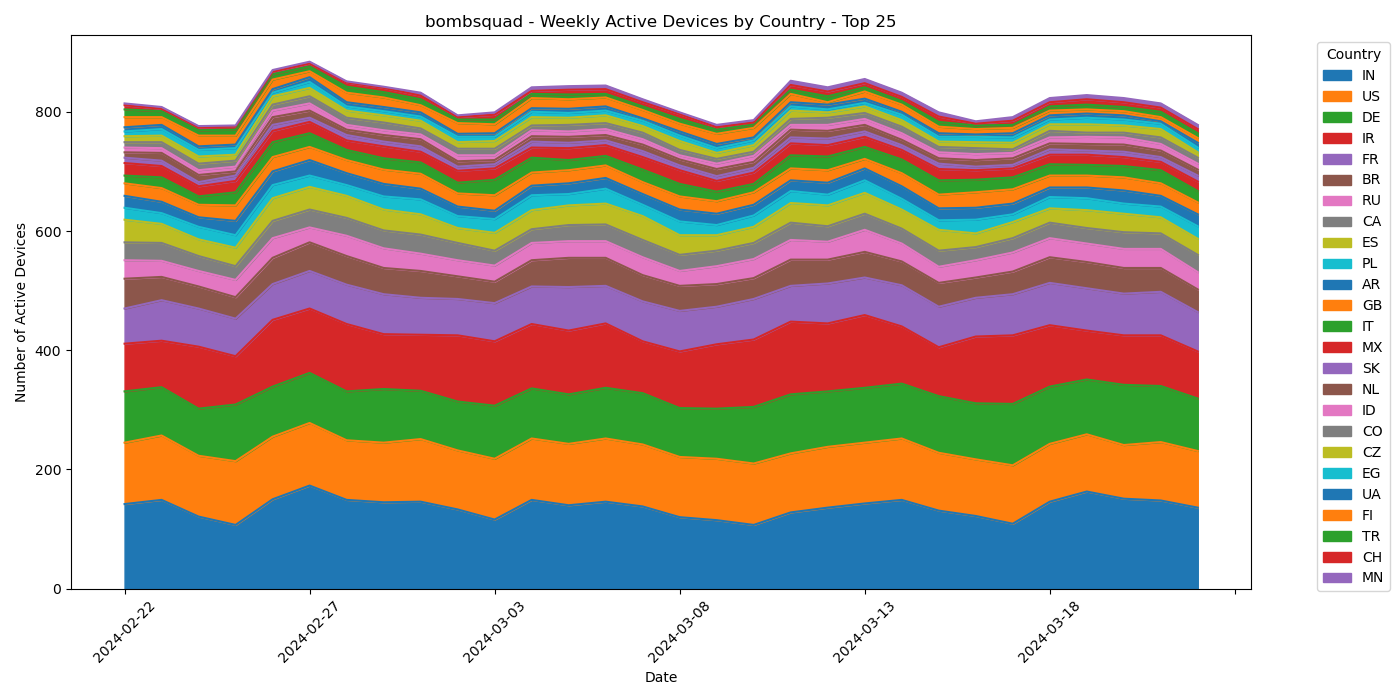 bombsquad - Weekly Active Devices by Country - Top 25
Number of Active Devices
800
600
400
200
0
2024-02-22
2024-02-27
2024-03-03
2024-03-08
2024-03-13
2024-03-18
Date
Country
IN
US
DE
IR
FR
BR
RU
CA
ES
PL
AR
GB
IT
MX
SK
NL
ID
CO
CZ
EG
UA
FI
TR
CH
MN